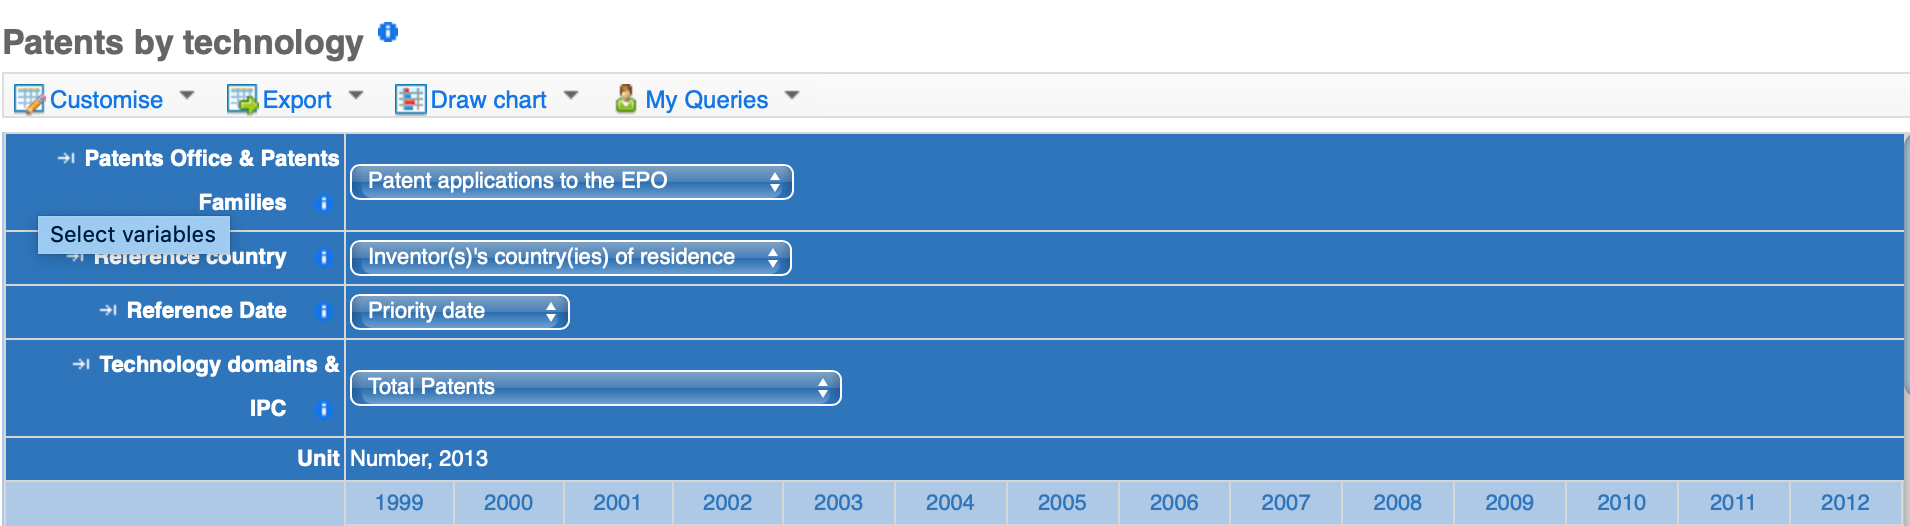 Patents by technology
Customise Export Draw chart My Queries
Patents Office & Patents
Families
Patent applications to the EPO
Select variables
Reference country
Inventor(s)'s country(ies) of residence
Reference Date
Priority date
Technology domains &
IPC
Total Patents
Unit Number, 2013
1999 2000 2001 2002 2003 2004 2005 2006 2007 2008 2009 2010 2011 2012